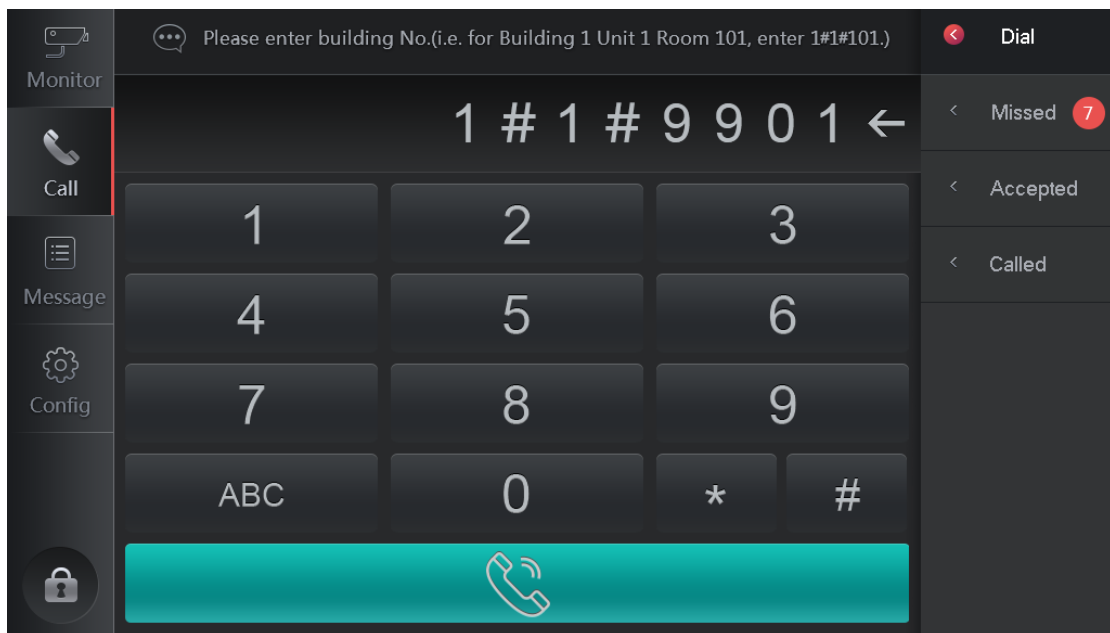 Monitor
Call
Message
Config
Please enter building No.(i.e. for Building 1 Unit 1 Room 101, enter 1#1#101.)
1#1#9901
1 2 3
4 5 6
7 8 9
ABC 0 * #
Dial
Missed 7
Accepted
Called